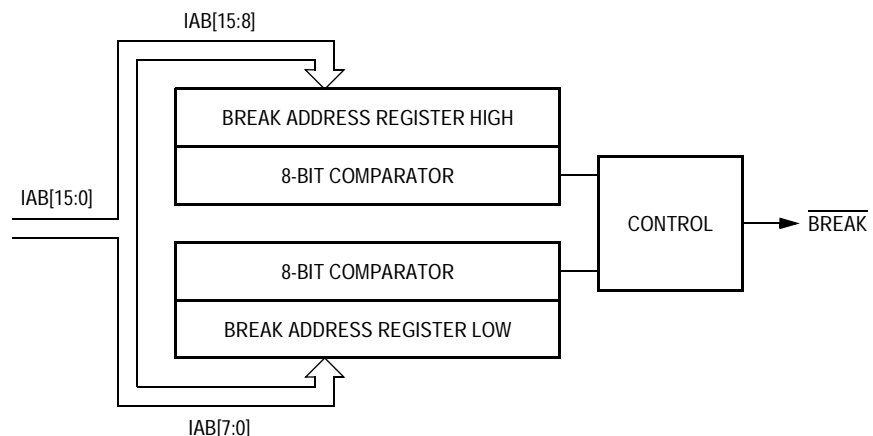 IAB[15:8]
BREAK ADDRESS REGISTER HIGH
8-BIT COMPARATOR
IAB[15:0]
CONTROL
BREAK
8-BIT COMPARATOR
BREAK ADDRESS REGISTER LOW
IAB[7:0]